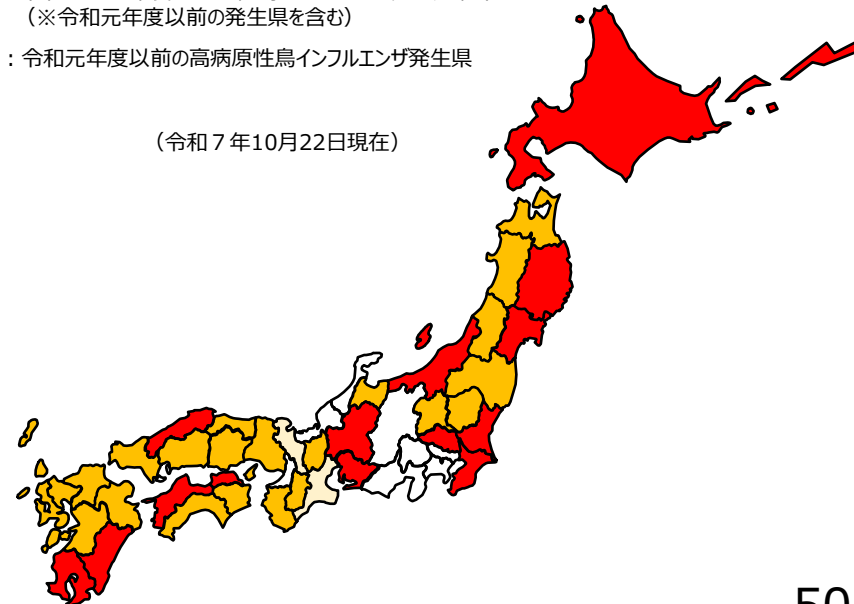 （※令和元年度以前の発生県を含む）
：令和元年度以前の高病原性鳥インフルエンザ発生県
（令和７年10月22日現在）